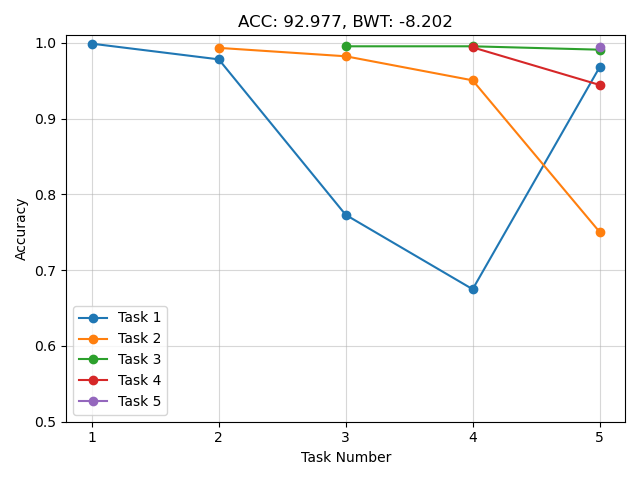 ACC: 92.977, BWT: -8.202
1.0
0.9
0.8
0.7
0.6
0.5
Accuracy
Task 1
Task 2
Task 3
Task 4
Task 5
1 2 3 4 5
Task Number